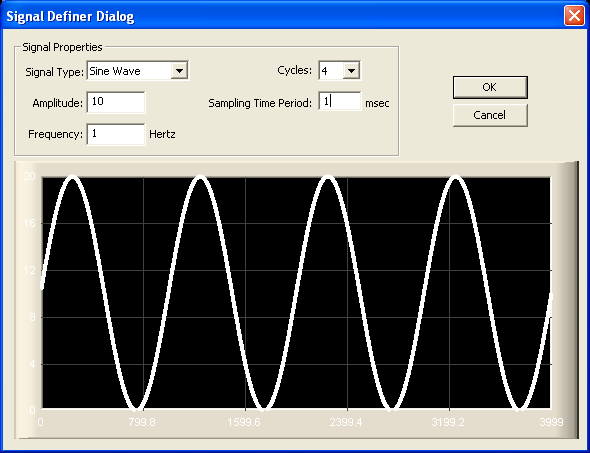 Signal Definer Dialog
Signal Properties
Signal Type: Sine Wave Cycles: 4
Amplitude: 10 Sampling Time Period: 1 msec
Frequency: 1 Hertz
OK
Cancel
20
16
12
8
4
0
0 799.8 1599.6 2399.4 3199.2 3999